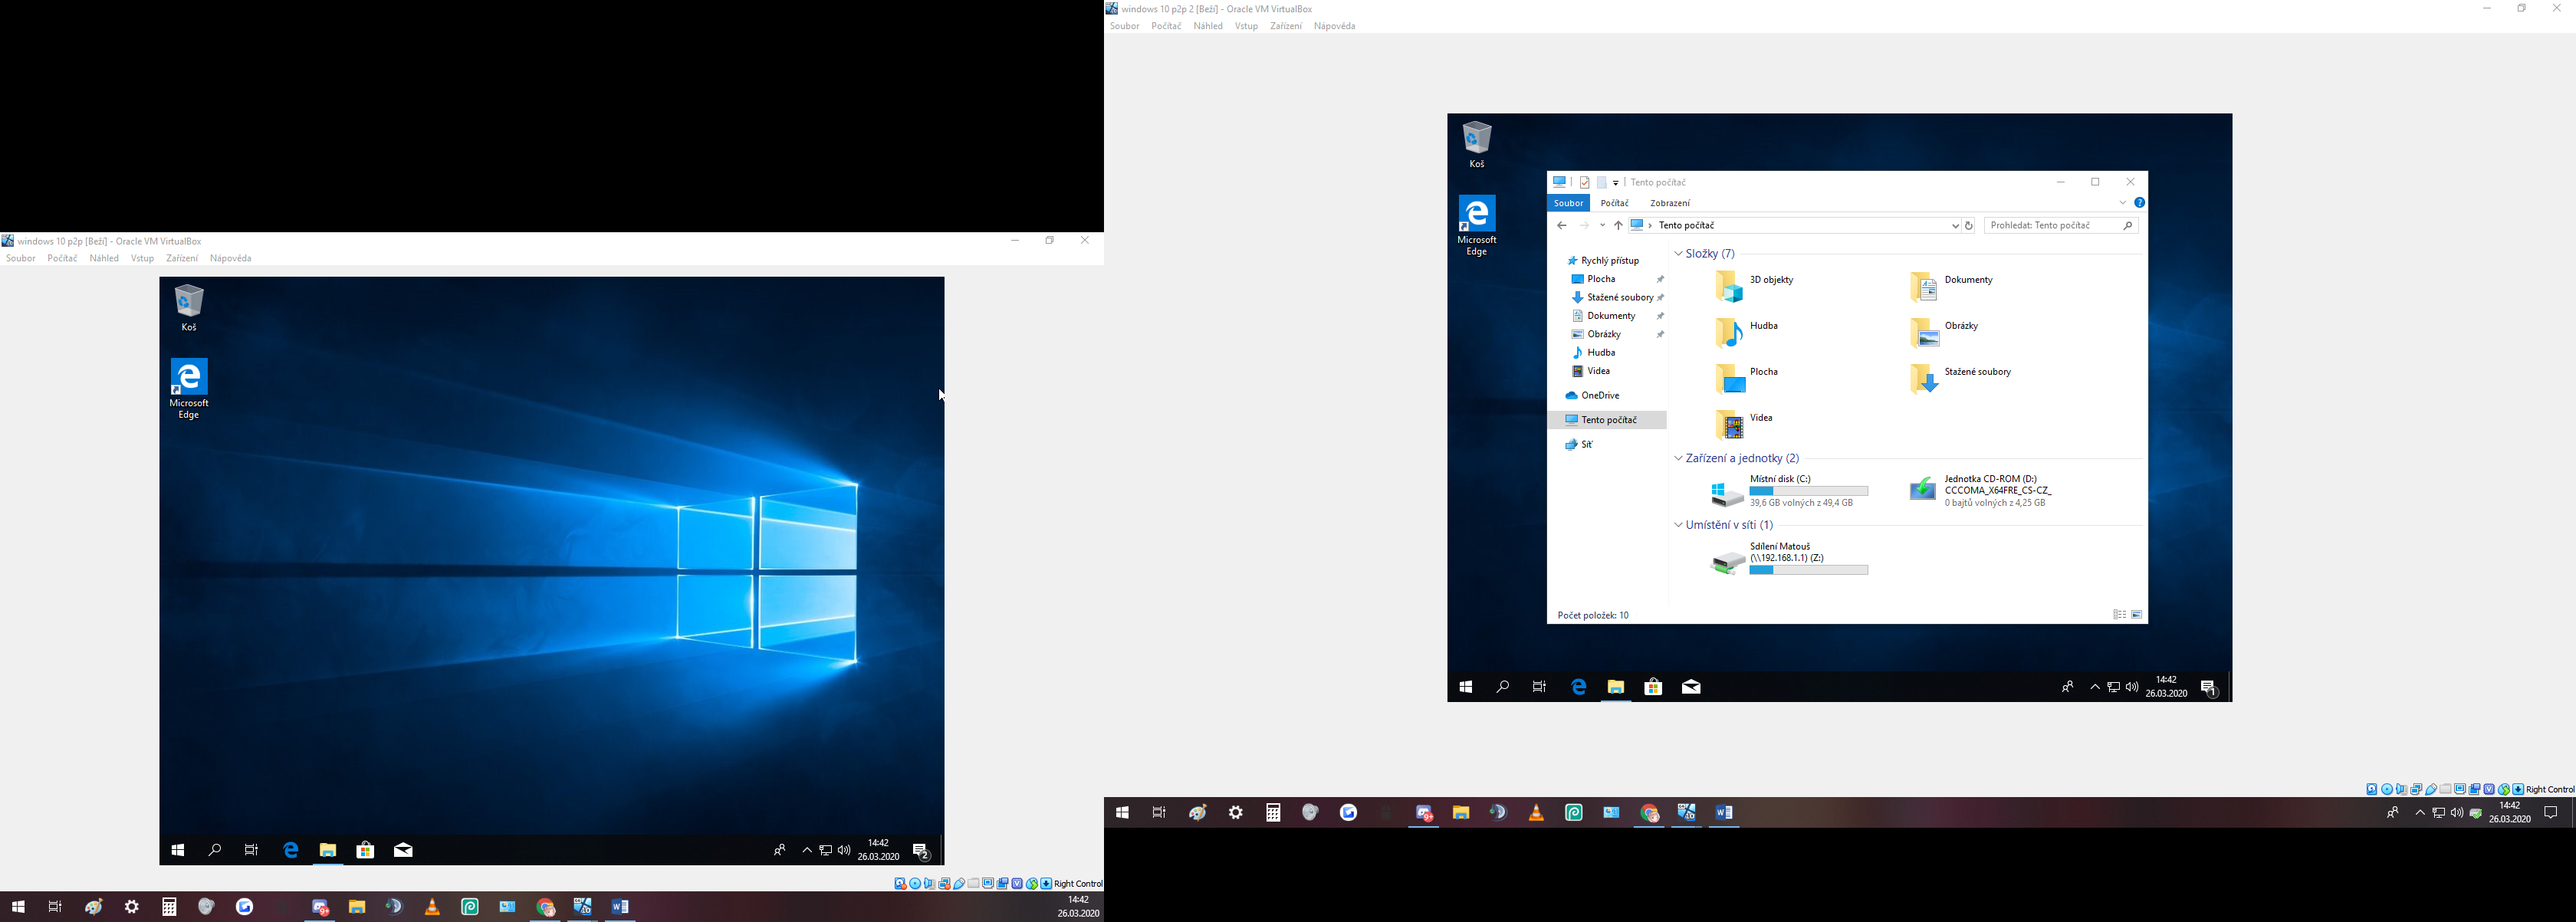 windows 10 p2p [Beží] - Oracle VM VirtualBox
Soubor Počítač Náhled Vstup Zařízení Nápověda
Koš
Microsoft
Edge
14:42
26.03.2020
2
Right Control
9+
14:42
26.03.2020
windows 10 p2p 2 [Beží] - Oracle VM VirtualBox
Soubor Počítač Náhled Vstup Zařízení Nápověda
Koš
Microsoft
Edge
Tento počítač
Soubor Počítač Zobrazení
Tento počítač
Prohledat: Tento počítač
Rychlý přístup
Plocha
Stažené soubory
Dokumenty
Obrázky
Hudba
Videa
OneDrive
Tento počítač
Síť
Složky (7)
3D objekty
Dokumenty
Hudba
Obrázky
Plocha
Stažené soubory
Videa
Zařízení a jednotky (2)
Místní disk (C:)
39,6 GB volných z 49,4 GB
Jednotka CD-ROM (D:)
CCCOMA_X64FRE_CS-CZ_
0 bajtů volných z 4,25 GB
Umístění v síti (1)
Sdílení Matouš
(\\192.168.1.1) (Z:)
Počet položek: 10
14:42
26.03.2020
1
Right Control
9+
14:42
26.03.2020